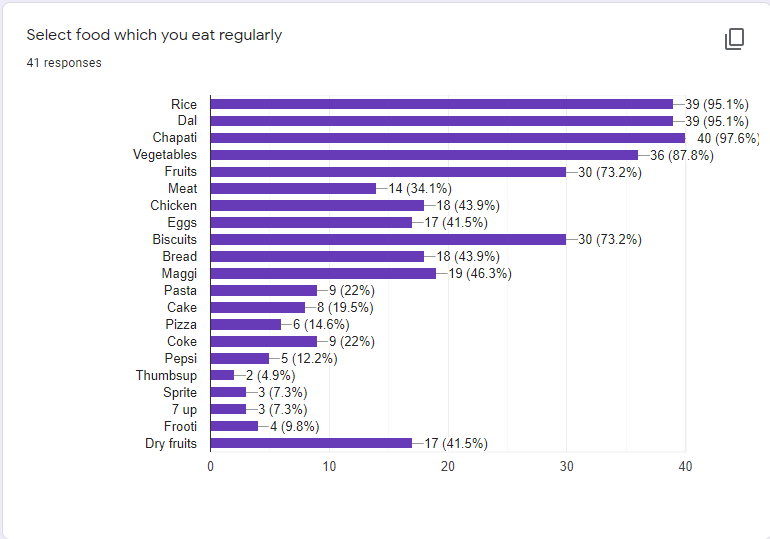 Select food which you eat regularly
41 responses
Rice 39 (95.1%)
Dal 39 (95.1%)
Chapati 40 (97.6%)
Vegetables 36 (87.8%)
Fruits 30 (73.2%)
Meat 14 (34.1%)
Chicken 18 (43.9%)
Eggs 17 (41.5%)
Biscuits 30 (73.2%)
Bread 18 (43.9%)
Maggi 19 (46.3%)
Pasta 9 (22%)
Cake 8 (19.5%)
Pizza 6 (14.6%)
Coke 9 (22%)
Pepsi 5 (12.2%)
Thumbsup 2 (4.9%)
Sprite 3 (7.3%)
7 up 3 (7.3%)
Frooti 4 (9.8%)
Dry fruits 17 (41.5%)
0 10 20 30 40